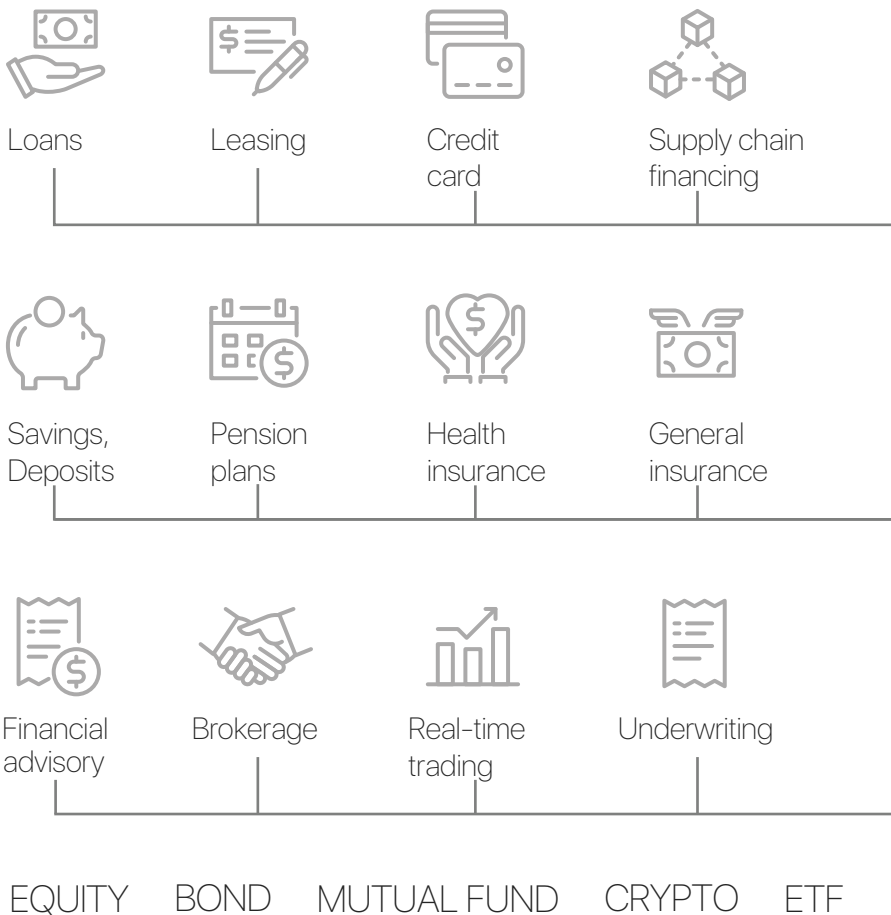 Loans
Leasing
Credit
card
Supply chain
financing
Savings,
Deposits
Pension
plans
Health
insurance
General
insurance
Financial
advisory
Brokerage
Real-time
trading
Underwriting
EQUITY BOND MUTUAL FUND CRYPTO ETF